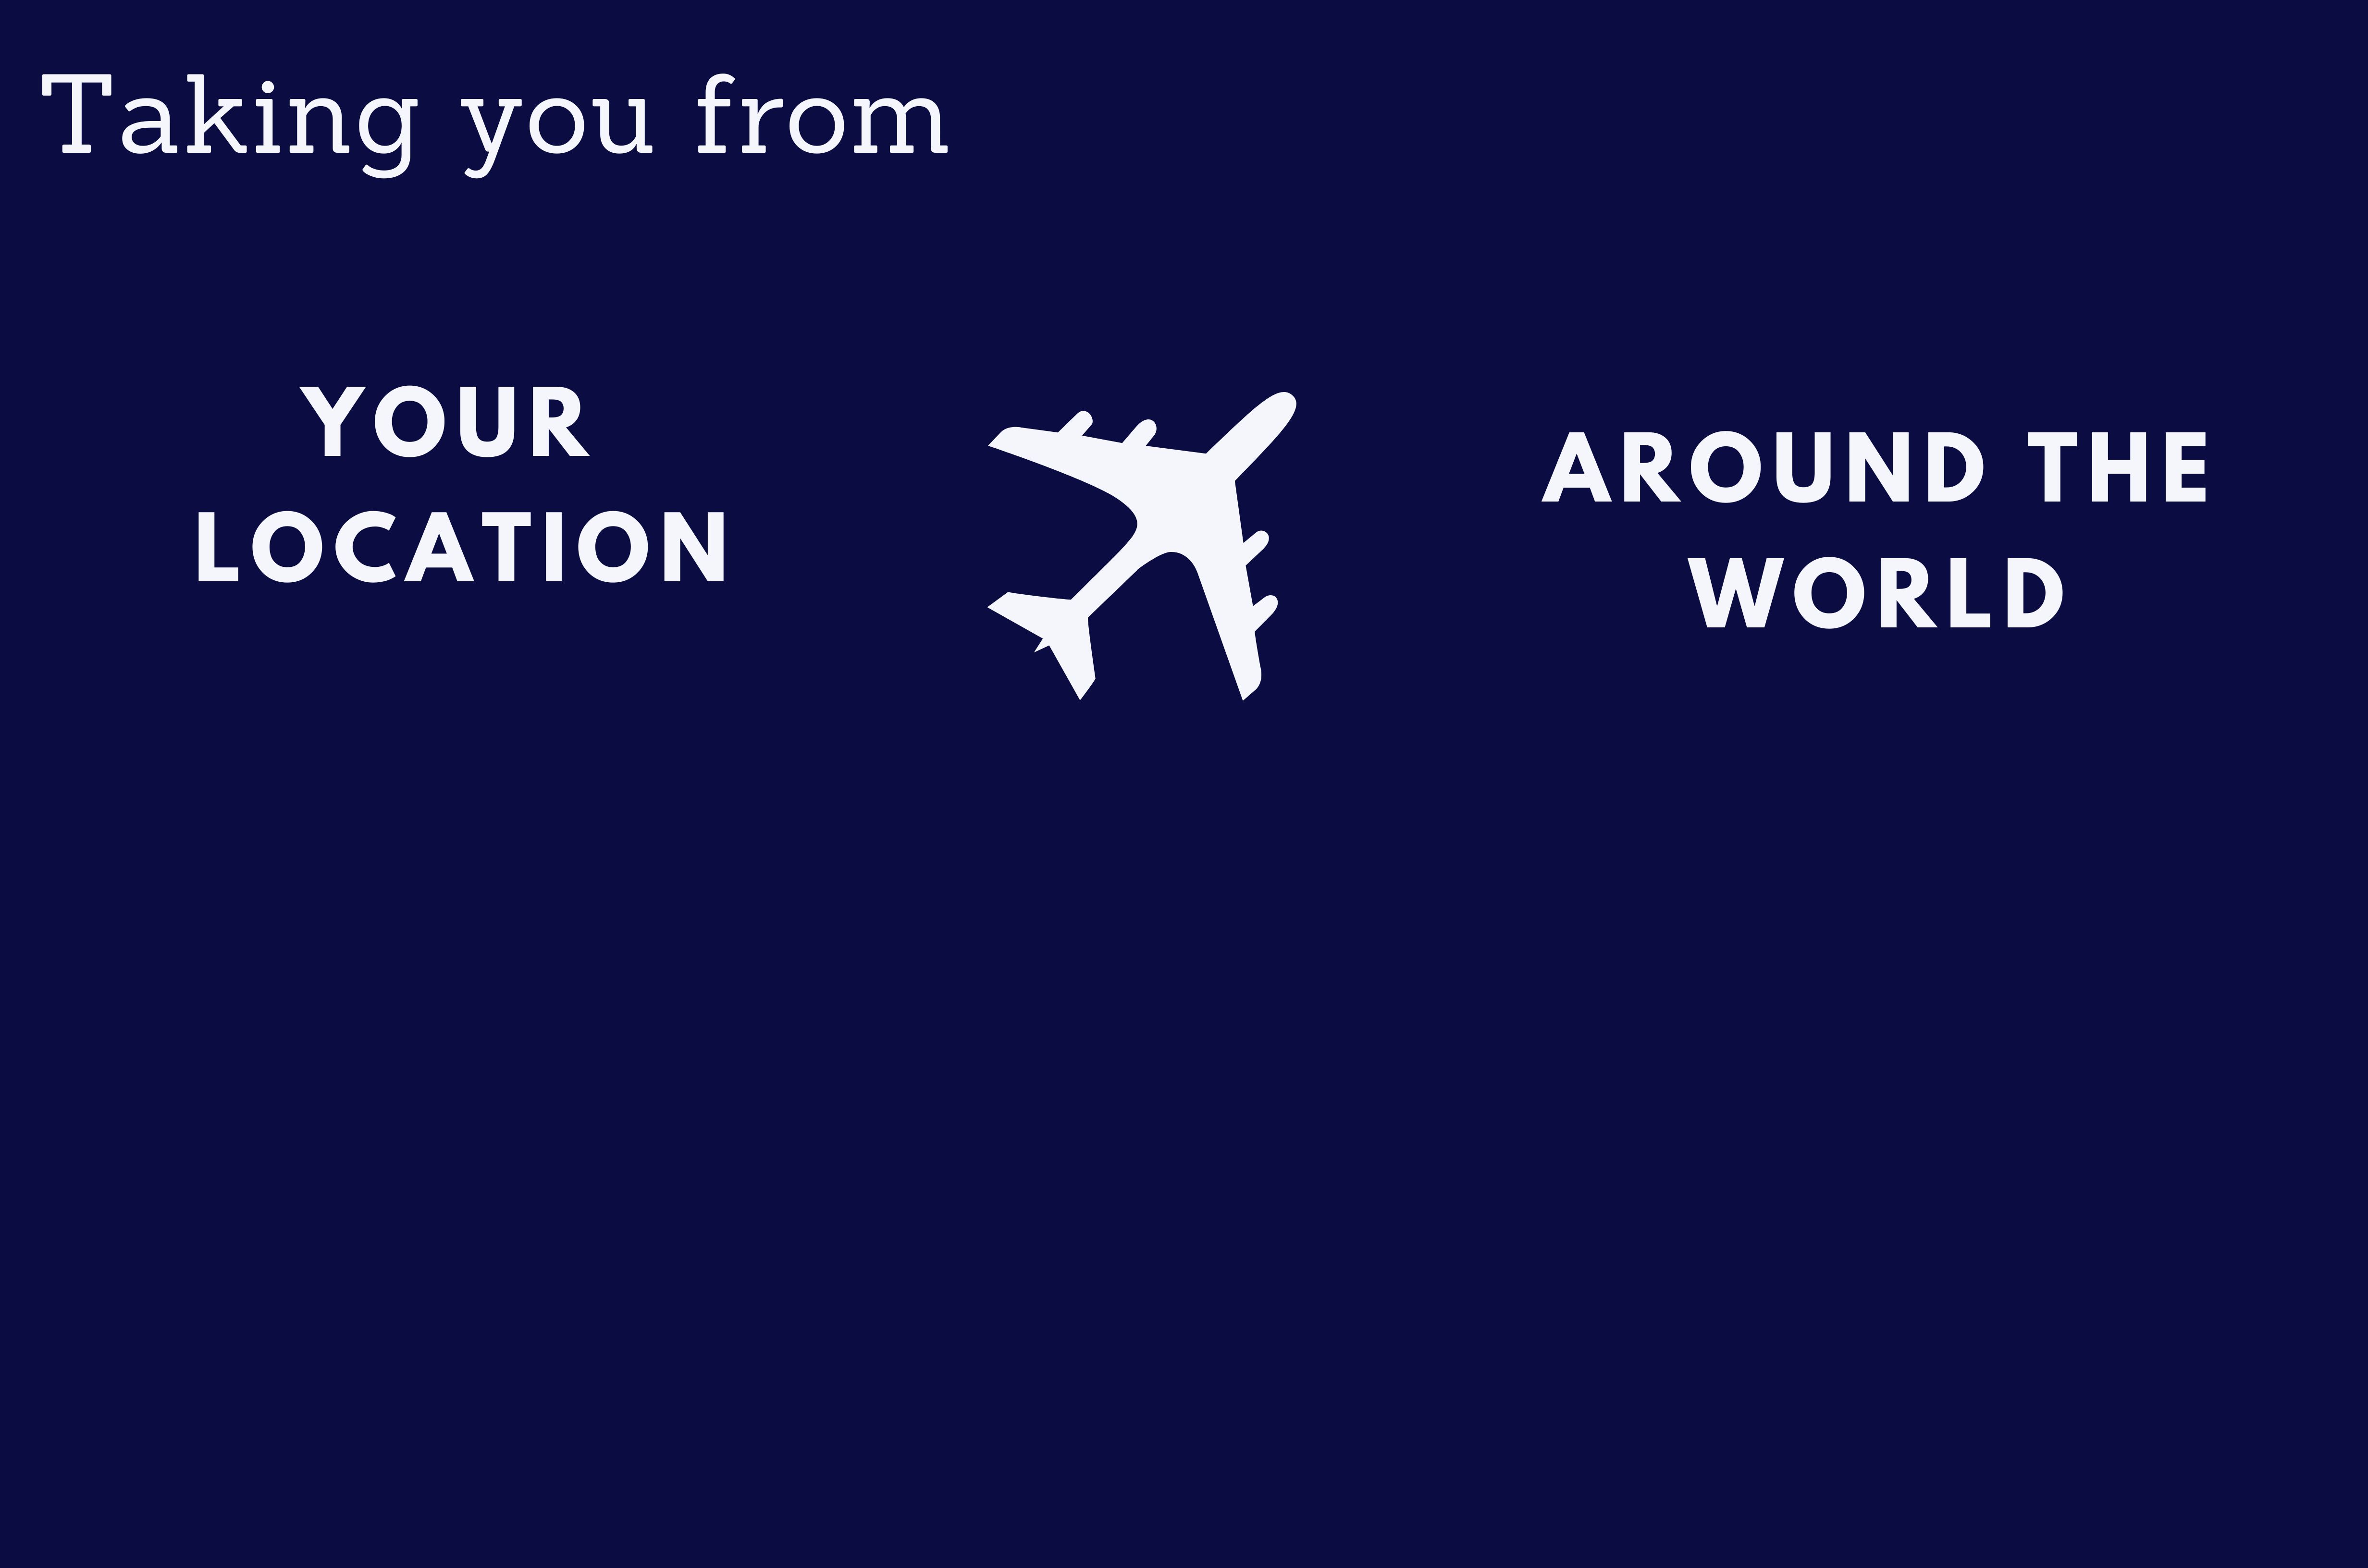 Taking you from
YOUR
LOCATION
AROUND THE
WORLD